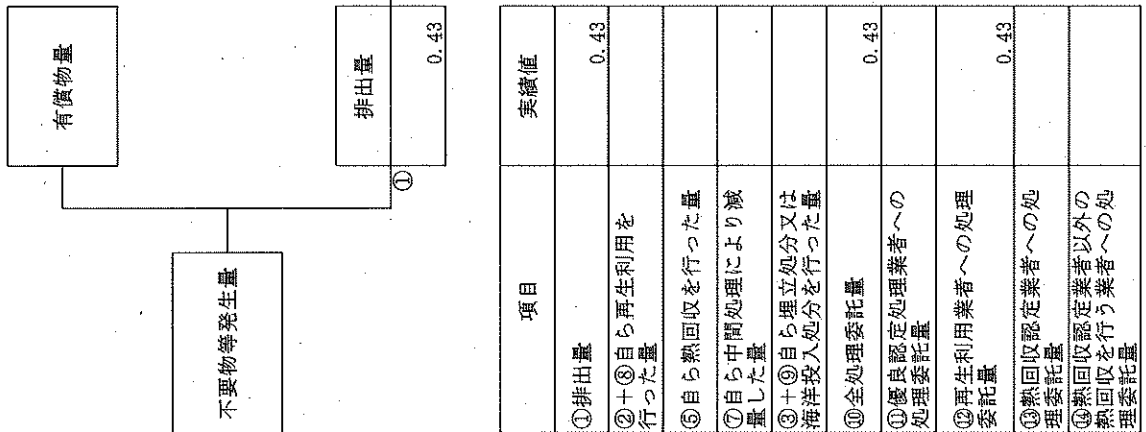 有償物量
不要物等発生量
排出量
①
0.43
項目
実績値
①排出量
0.43
②+⑧自ら再生利用を
行った量
⑤自ら熱回収を行った量
⑦自ら中間処理により減
量した量
③+⑨自ら埋立処分又は
海洋投入処分を行った量
⑩全処理委託量
0.43
⑪優良認定処理業者への
処理委託量
⑫再生利用業者への処理
委託量
0.43
⑬熱回収認定業者への処
理委託量
⑭熱回収認定業者以外の
熱回収を行う業者への処
理委託量